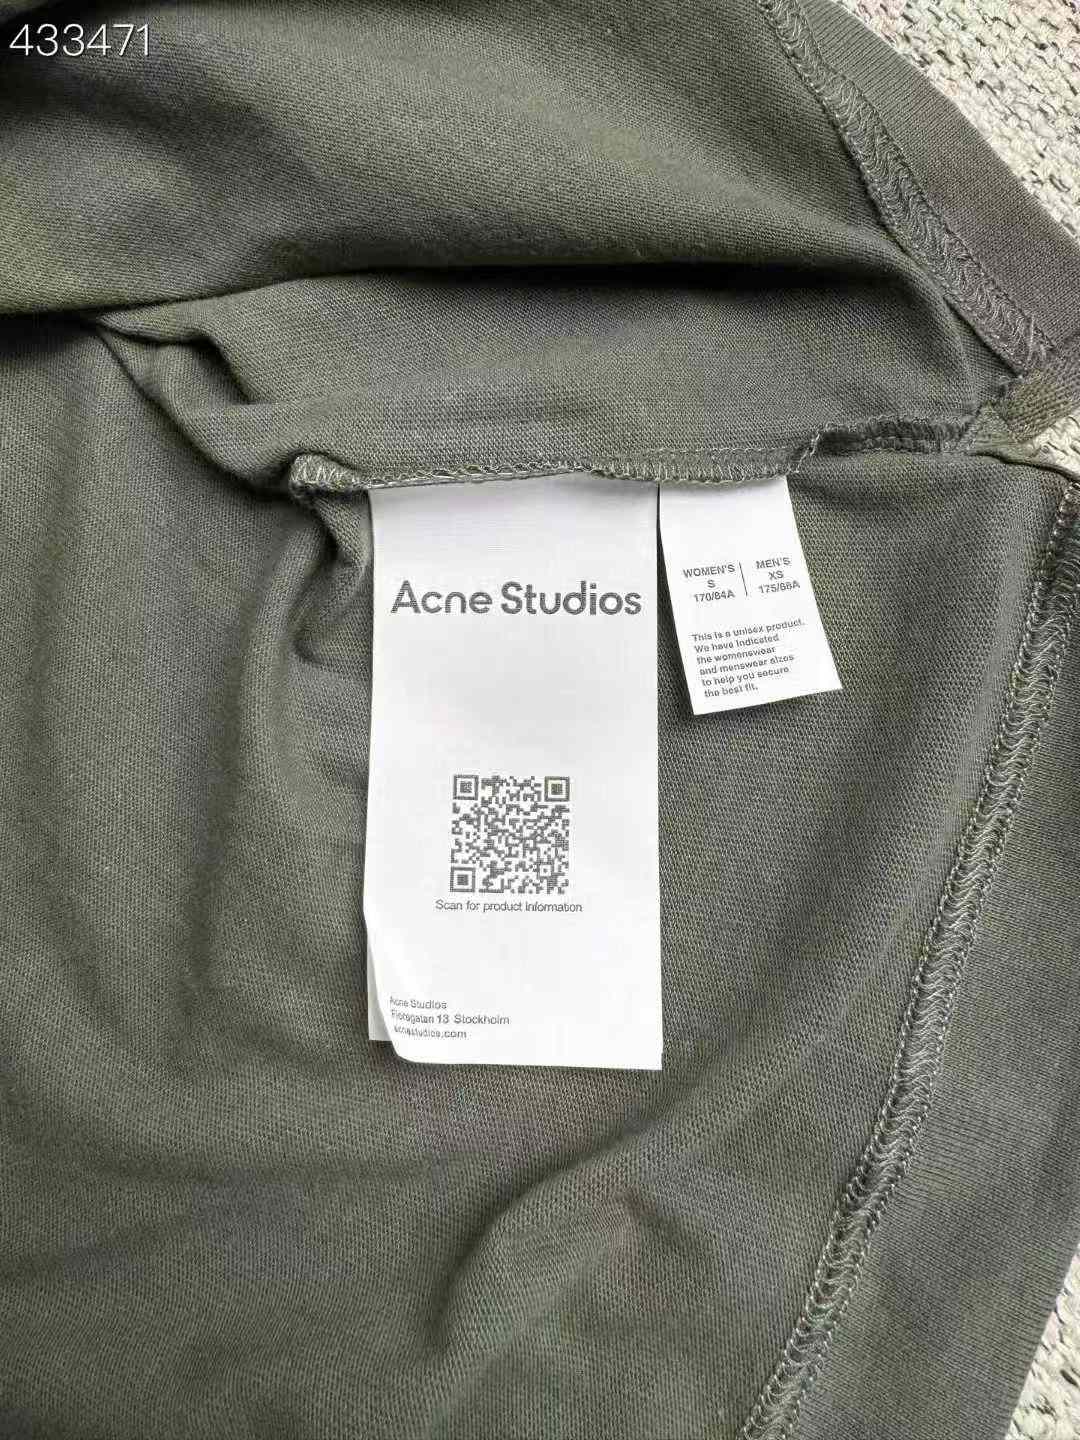 433471
Acne Studios
Scan for product information
Acne Studios
Floragatan 13 Stockholm
acnestudios.com
WOMEN'S
S
170/84A
MEN'S
XS
175/88A
This is a unisex product.
We have indicated
the womenswear
and menswear sizes
to help you secure
the best fit.